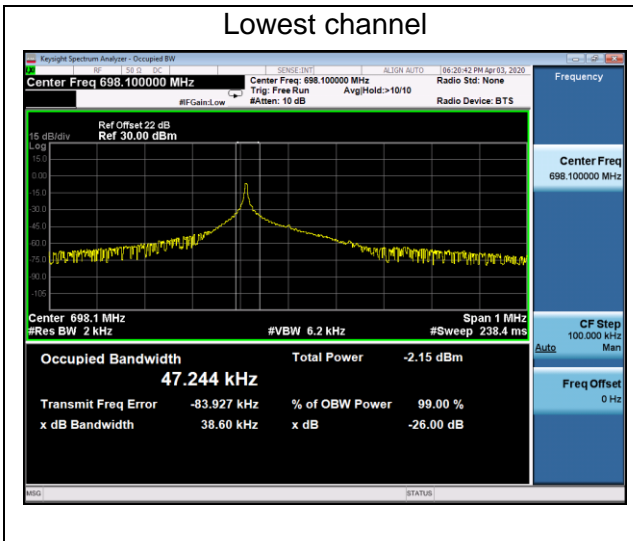 Lowest channel
Keysight Spectrum Analyzer - Occupied BW
LXI RF 50 Ω DC SENSE:INT ALIGN AUTO 06:20:42 PM Apr 03, 2020
Center Freq 698.100000 MHz
Center Freq: 698.100000 MHz Radio Std: None
Trig: Free Run Avg|Hold:>10/10
#IFGain:Low #Atten: 10 dB Radio Device: BTS
Frequency
Ref Offset 22 dB
15 dB/div Ref 30.00 dBm
Log
15.0
0.00
-15.0
-30.0
-45.0
-60.0
-75.0
-90.0
-105
Center 698.1 MHz Span 1 MHz
#Res BW 2 kHz #VBW 6.2 kHz #Sweep 238.4 ms
Occupied Bandwidth Total Power -2.15 dBm
47.244 kHz
Transmit Freq Error -83.927 kHz % of OBW Power 99.00 %
x dB Bandwidth 38.60 kHz x dB -26.00 dB
Center Freq
698.100000 MHz
CF Step
100.000 kHz
Auto Man
Freq Offset
0 Hz
MSG STATUS